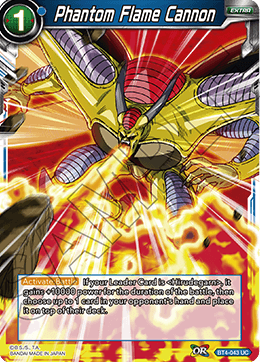 1
Phantom Flame Cannon
EXTRA
Activate Battle If your Leader Card is <Hirudegarn>, it
gains +10000 power for the duration of the battle, then
choose up to 1 card in your opponent's hand and place
it on top of their deck.
©B.S./S., T.A.
BANDAI MADE IN JAPAN
BT4-043 UC